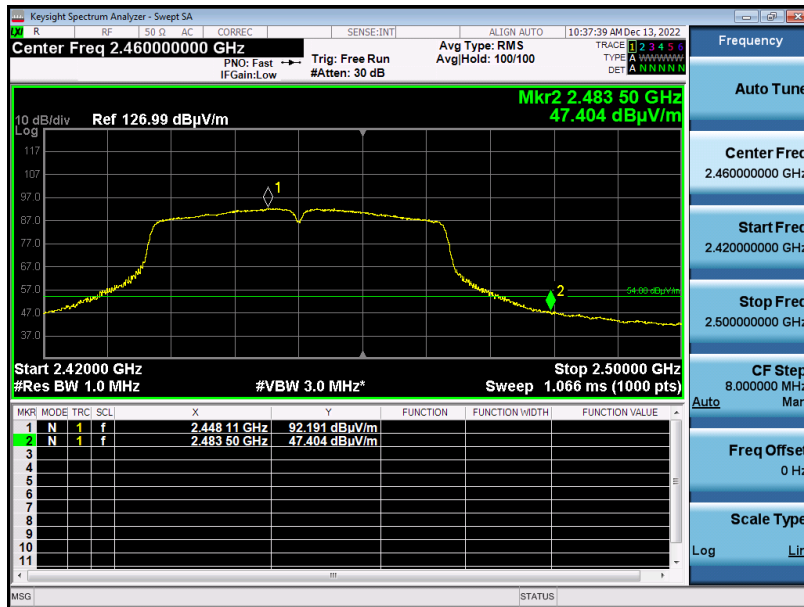 Keysight Spectrum Analyzer - Swept SA
LXI R RF 50 Ω AC CORREC SENSE:INT ALIGN AUTO 10:37:39 AM Dec 13, 2022
Center Freq 2.460000000 GHz
PNO: Fast
IFGain:Low
Trig: Free Run
#Atten: 30 dB
Avg Type: RMS
Avg|Hold: 100/100
TRACE 1 2 3 4 5 6
TYPE A WWWWW
DET A N N N N N
Frequency
Mkr2 2.483 50 GHz
47.404 dBµV/m
10 dB/div Ref 126.99 dBµV/m
Log
117
107
97.0
87.0
77.0
67.0
57.0
47.0
37.0
1
2
54.00 dBµV/m
Start 2.42000 GHz Stop 2.50000 GHz
#Res BW 1.0 MHz #VBW 3.0 MHz* Sweep 1.066 ms (1000 pts)
MKR MODE TRC SCL X Y FUNCTION FUNCTION WIDTH FUNCTION VALUE
1 N 1 f 2.448 11 GHz 92.191 dBµV/m
2 N 1 f 2.483 50 GHz 47.404 dBµV/m
3
4
5
6
7
8
9
10
11
MSG STATUS
Auto Tune
Center Freq
2.460000000 GHz
Start Freq
2.420000000 GHz
Stop Freq
2.500000000 GHz
CF Step
8.000000 MHz
Auto Man
Freq Offset
0 Hz
Scale Type
Log Lin